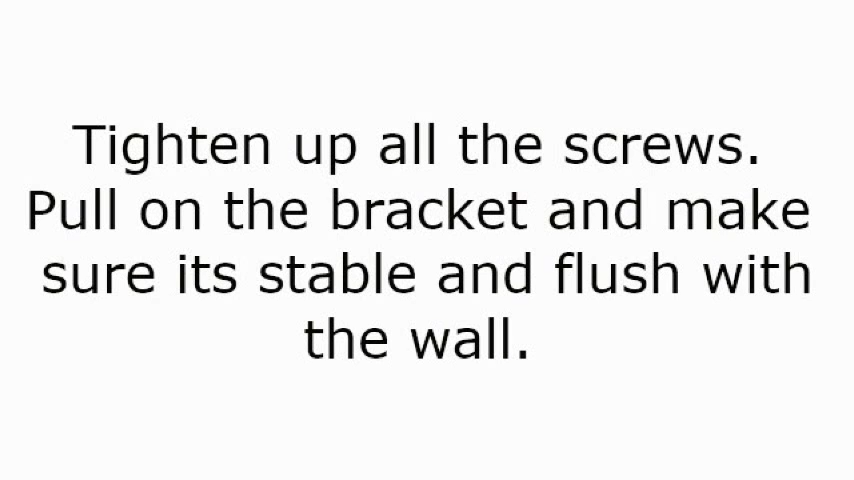 Tighten up all the screws.
Pull on the bracket and make
sure its stable and flush with
the wall.